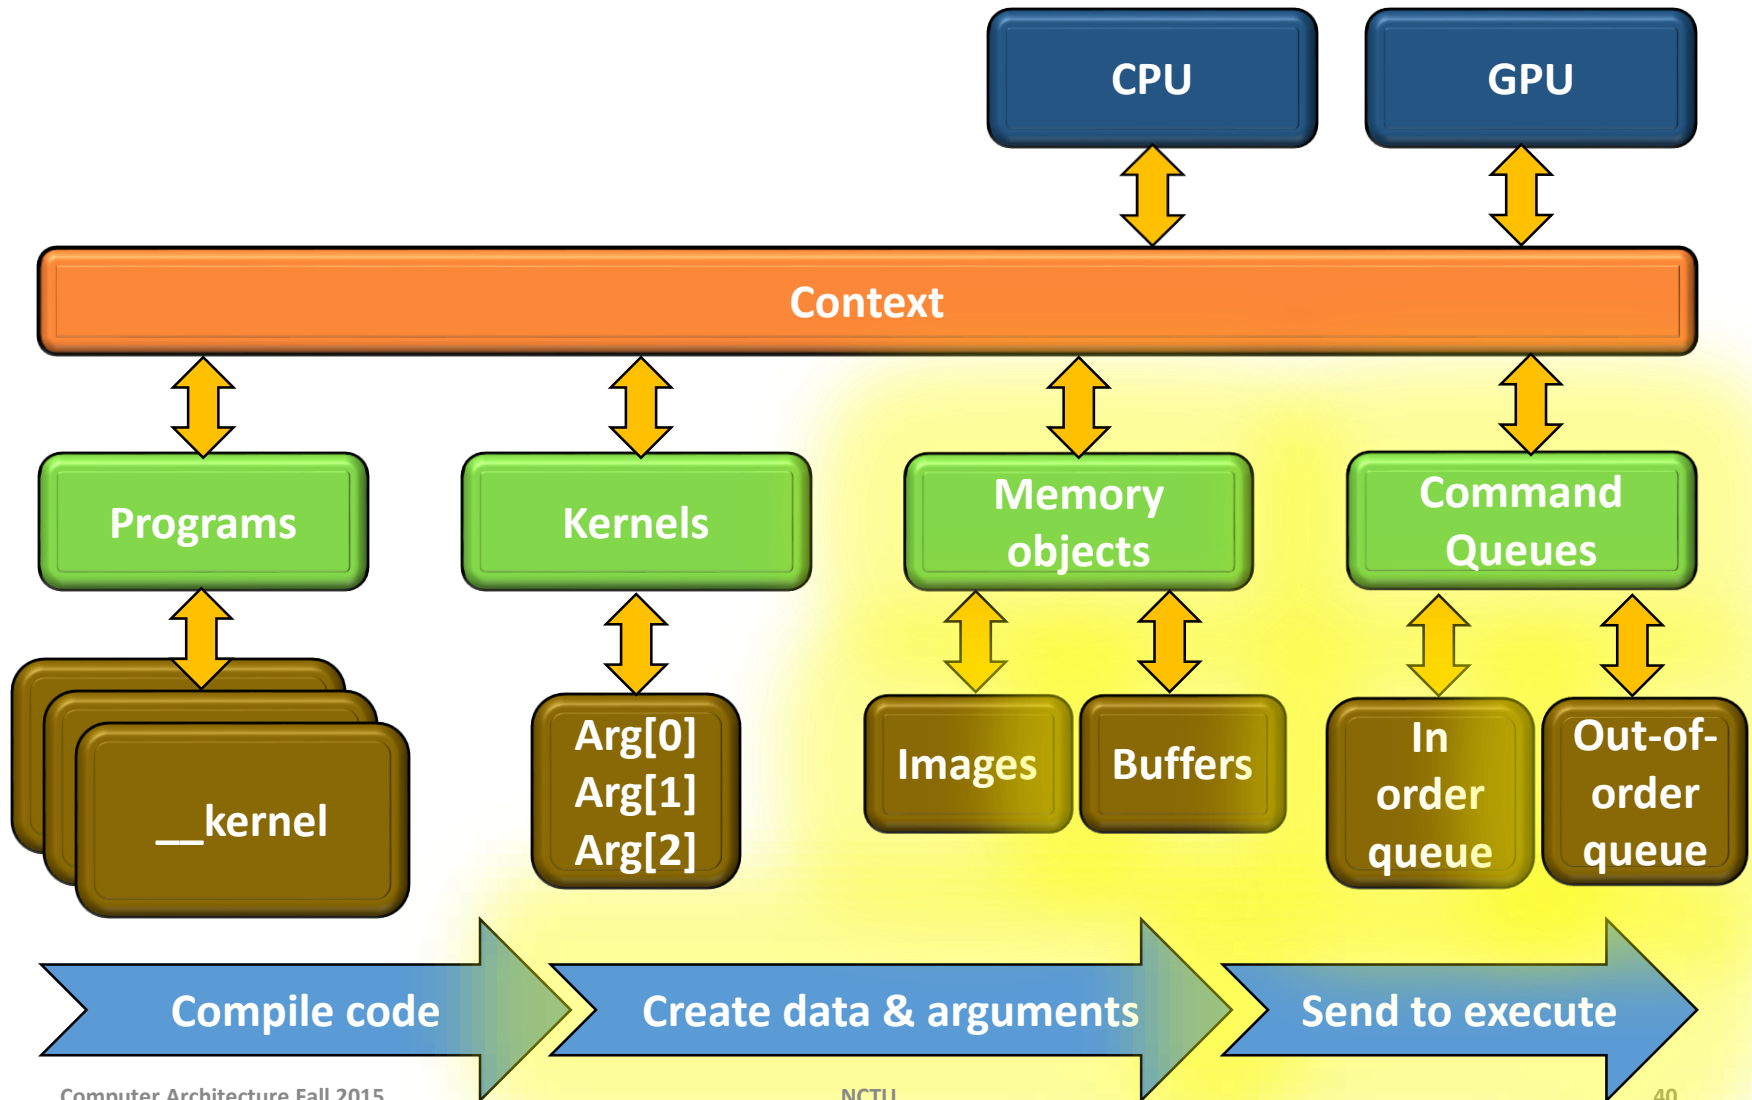 CPU
GPU
Context
Programs
Kernels
Memory
objects
Command
Queues
__kernel
Arg[0]
Arg[1]
Arg[2]
Images
Buffers
In
order
queue
Out-of-
order
queue
Compile code
Create data & arguments
Send to execute
Computer Architecture Fall 2015
NCTU
40